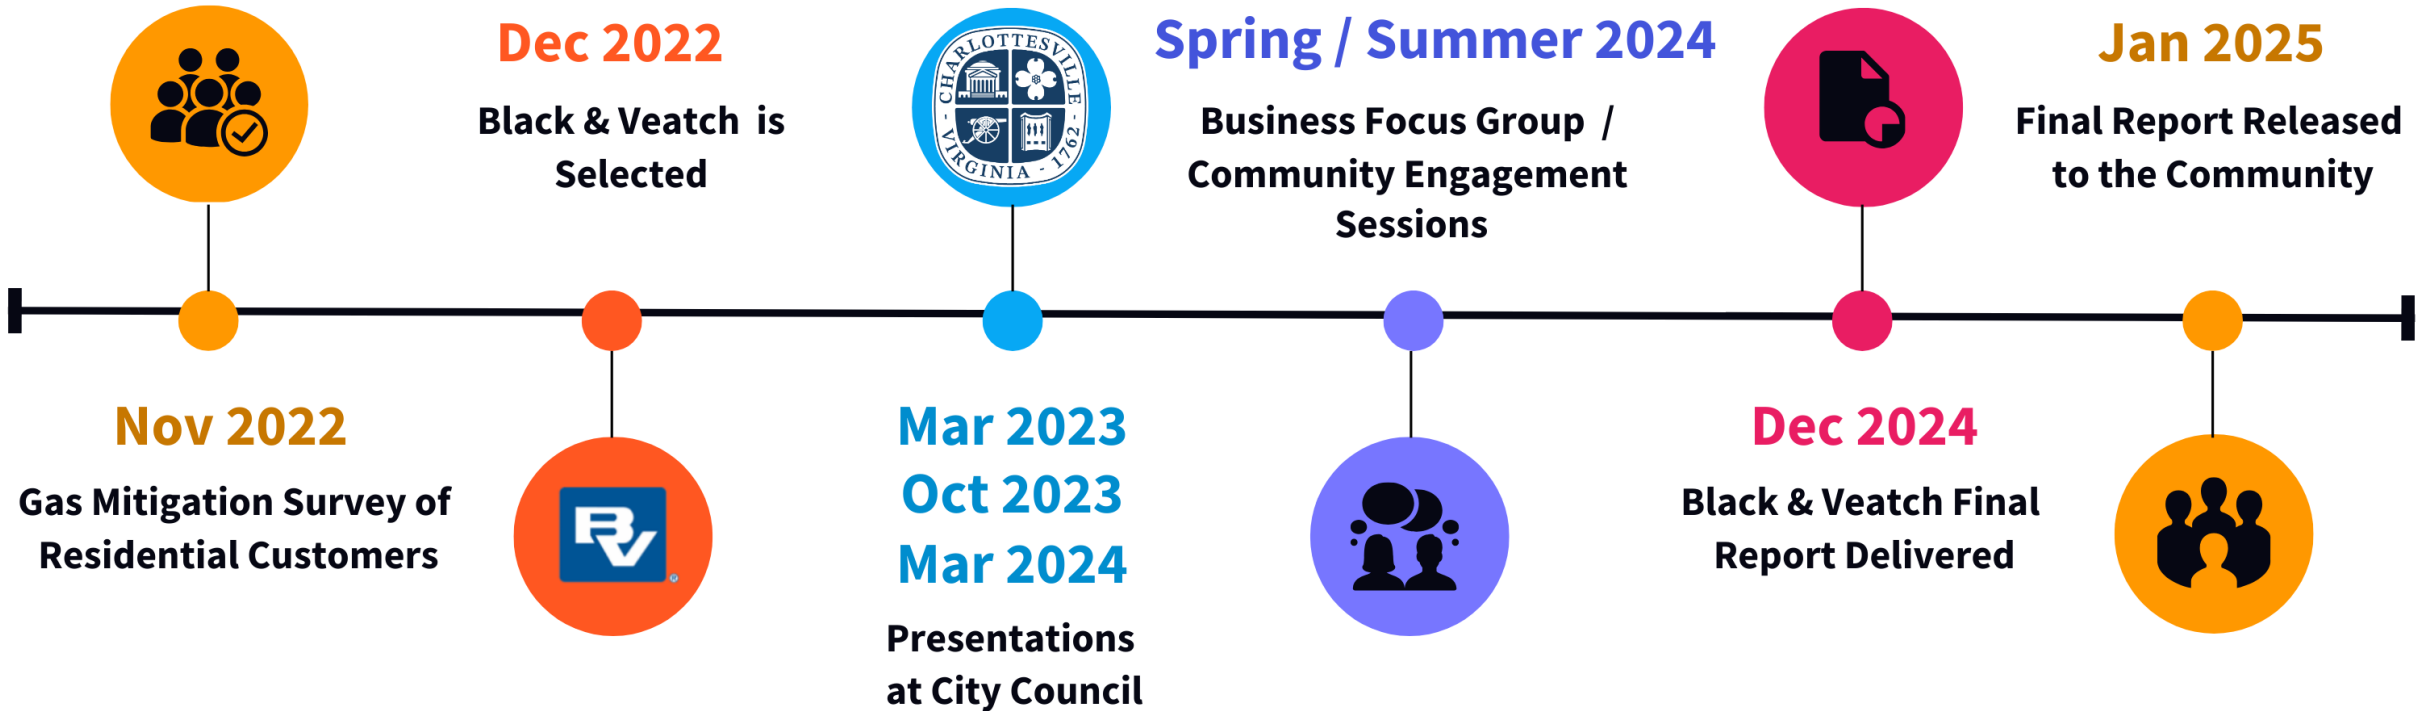 Nov 2022
Gas Mitigation Survey of
Residential Customers
Dec 2022
Black & Veatch is
Selected
BV
®
CHARLOTTESVILLE
- VIRGINIA - 1762 -
Mar 2023
Oct 2023
Mar 2024
Presentations
at City Council
Spring / Summer 2024
Business Focus Group /
Community Engagement
Sessions
Dec 2024
Black & Veatch Final
Report Delivered
Jan 2025
Final Report Released
to the Community